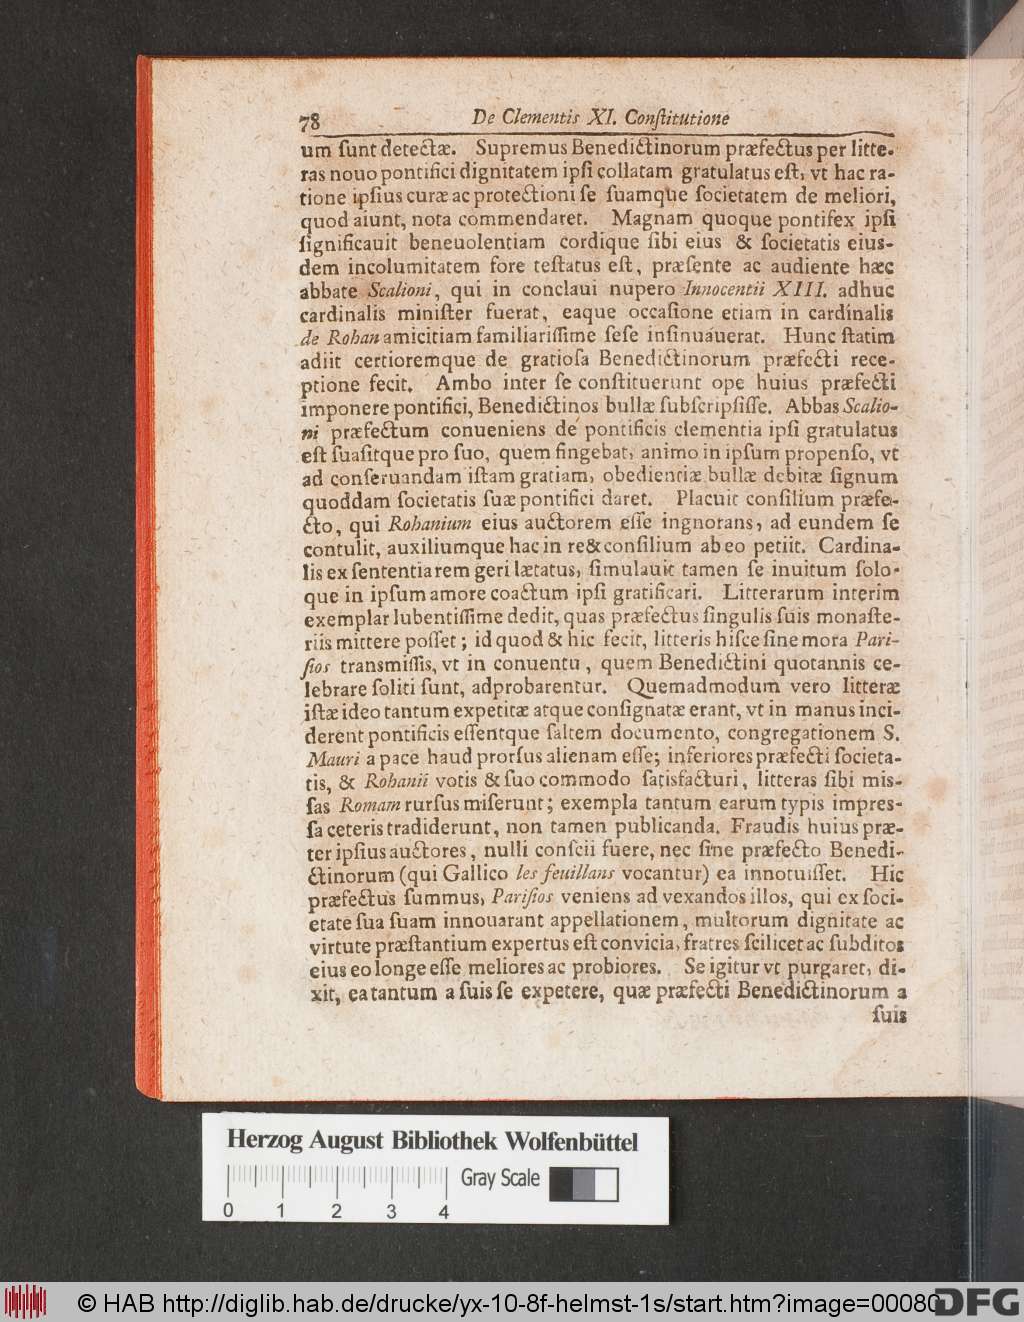 78 De Clementis XI. Conſtitutione
um ſunt detectæ. Supremus Benedictinorum præfectus per litte-
ras nouo pontifici dignitatem ipſi collatam gratulatus eſt, vt hac ra-
tione ipſius curæ ac protectioni ſe ſuamque ſocietatem de meliori,
quod aiunt, nota commendaret. Magnam quoque pontifex ipſi
ſignificauit beneuolentiam cordique ſibi eius & ſocietatis eius-
dem incolumitatem fore teſtatus eſt, præſente ac audiente hæc
abbate Scalioni, qui in conclaui nupero Innocentii XIII. adhuc
cardinalis miniſter fuerat, eaque occaſione etiam in cardinalis
de Rohan amicitiam familiariſſime ſeſe inſinuauerat. Hunc ſtatim
adiit certioremque de gratioſa Benedictinorum præfecti rece-
ptione fecit. Ambo inter ſe conſtituerunt ope huius præfecti
imponere pontifici, Benedictinos bullæ ſubſcripſiſſe. Abbas Scalio-
ni præfectum conueniens de pontificis clementia ipſi gratulatus
eſt ſuaſitque pro ſuo, quem fingebat, animo in ipſum propenſo, vt
ad conſeruandam iſtam gratiam, obedientiæ bullæ debitæ ſignum
quoddam ſocietatis ſuæ pontifici daret. Placuit conſilium præfe-
cto, qui Rohanium eius auctorem eſſe ingnorans, ad eundem ſe
contulit, auxiliumque hac in re & conſilium ab eo petiit. Cardina-
lis ex ſententia rem geri lætatus, ſimulauit tamen ſe inuitum ſolo-
que in ipſum amore coactum ipſi gratificari. Litterarum interim
exemplar lubentiſſime dedit, quas præfectus ſingulis ſuis monaſte-
riis mittere poſſet; id quod & hic fecit, litteris hiſce ſine mora Pari-
ſios transmiſſis, vt in conuentu, quem Benedictini quotannis ce-
lebrare ſoliti ſunt, adprobarentur. Quemadmodum vero litteræ
iſtæ ideo tantum expetitæ atque conſignatæ erant, vt in manus inci-
derent pontificis eſſentque ſaltem documento, congregationem S.
Mauri a pace haud prorſus alienam eſſe; inferiores præfecti ſocieta-
tis, & Rohanii votis & ſuo commodo ſatisfacturi, litteras ſibi miſ-
ſas Romam rurſus miſerunt; exempla tantum earum typis impreſ-
ſa ceteris tradiderunt, non tamen publicanda. Fraudis huius præ-
ter ipſius auctores, nulli conſcii fuere, nec ſine præfecto Benedi-
ctinorum (qui Gallico les feuillans vocantur) ea innotuiſſet. Hic
præfectus ſummus, Pariſios veniens ad vexandos illos, qui ex ſoci-
etate ſua ſuam innouarant appellationem, multorum dignitate ac
virtute præſtantium expertus eſt convicia, fratres ſcilicet ac ſubditos
eius eo longe eſſe meliores ac probiores. Se igitur vt purgaret, di-
xit, ea tantum a ſuis ſe expetere, quæ præfecti Benedictinorum a
ſuis
Herzog August Bibliothek Wolfenbüttel
Gray Scale
0 1 2 3 4
© HAB http://diglib.hab.de/drucke/yx-10-8f-helmst-1s/start.htm?image=00080
DFG